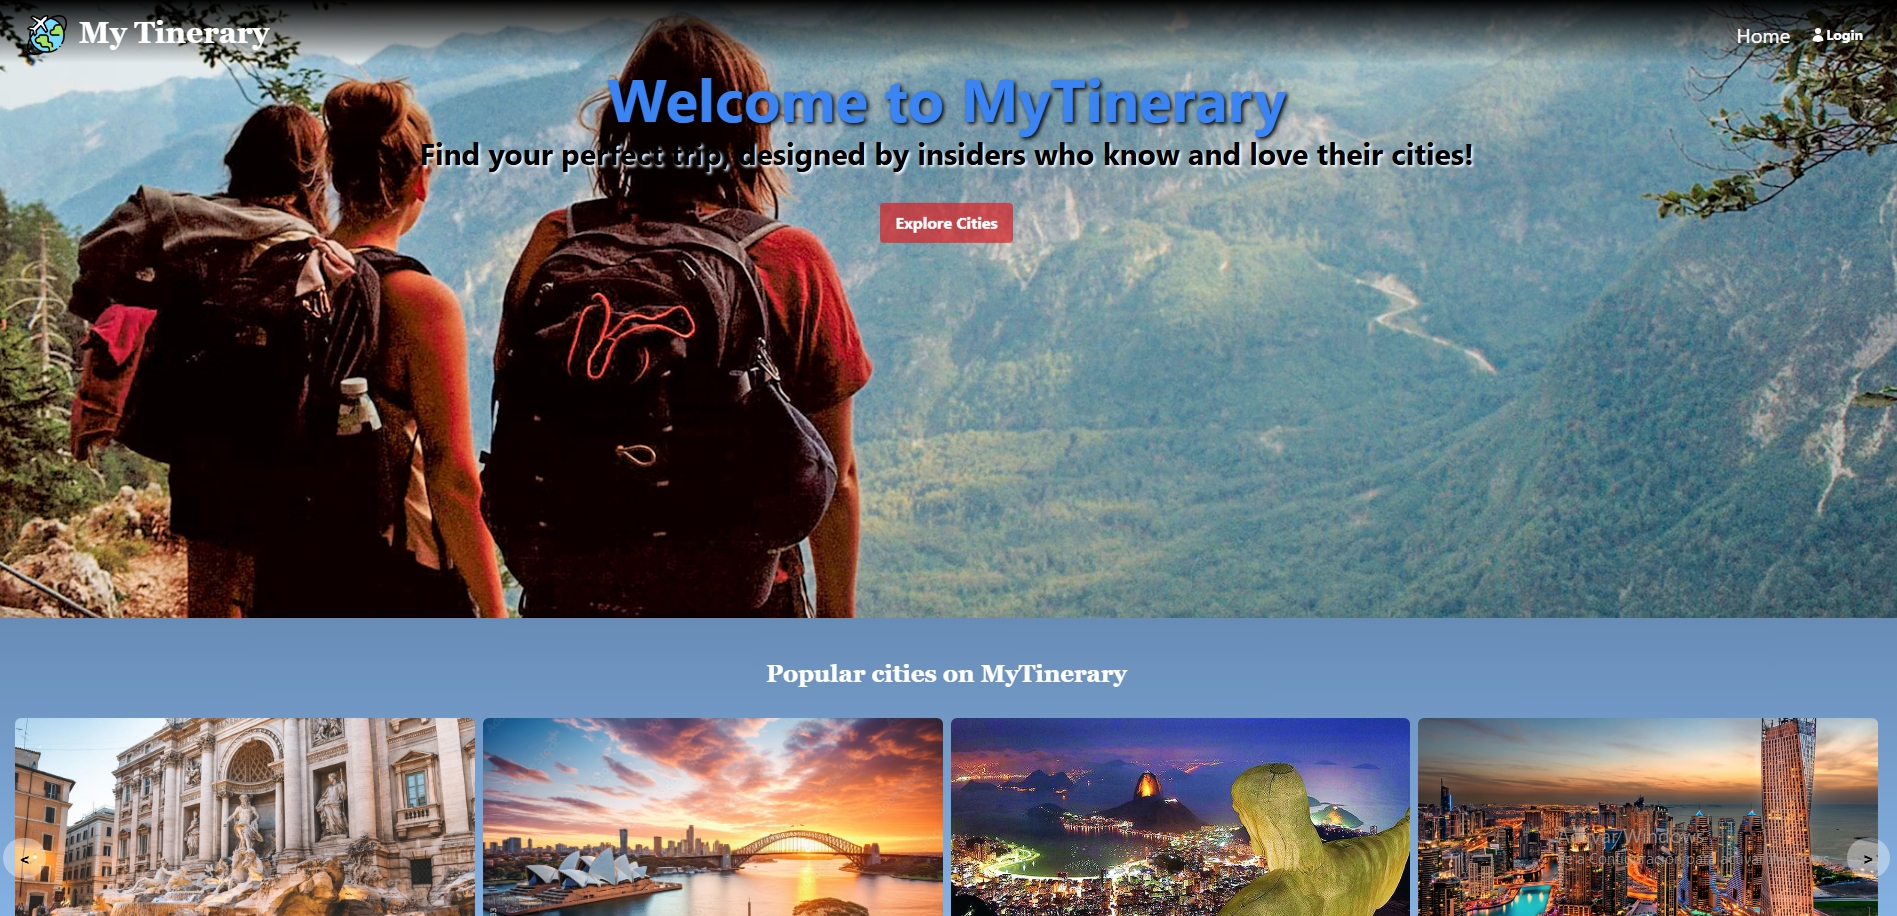 My Tinerary
Home
Login
Welcome to MyTinerary
Find your perfect trip, designed by insiders who know and love their cities!
Explore Cities
Popular cities on MyTinerary
<
>
Activar Windows
Ve a Configuración para activar Windows.